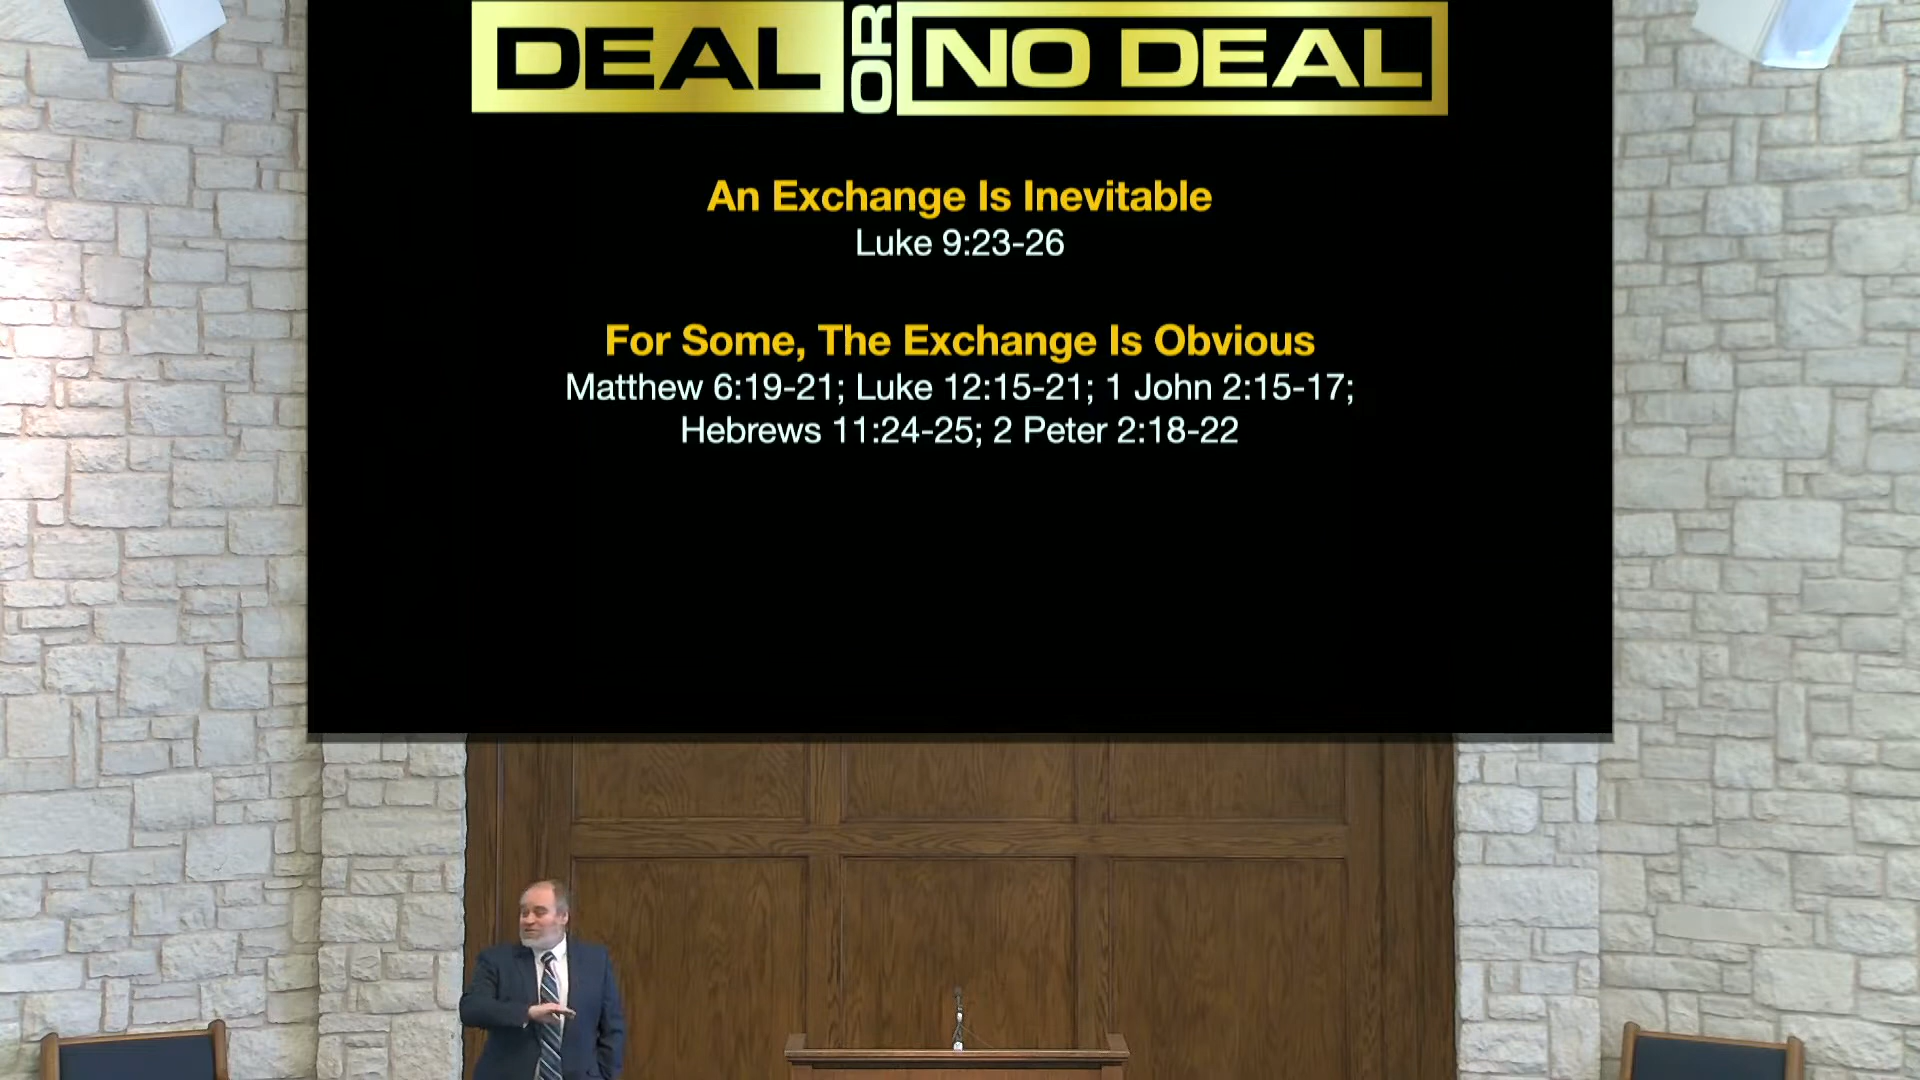 DEAL OR NO DEAL
An Exchange Is Inevitable
Luke 9:23-26
For Some, The Exchange Is Obvious
Matthew 6:19-21; Luke 12:15-21; 1 John 2:15-17;
Hebrews 11:24-25; 2 Peter 2:18-22